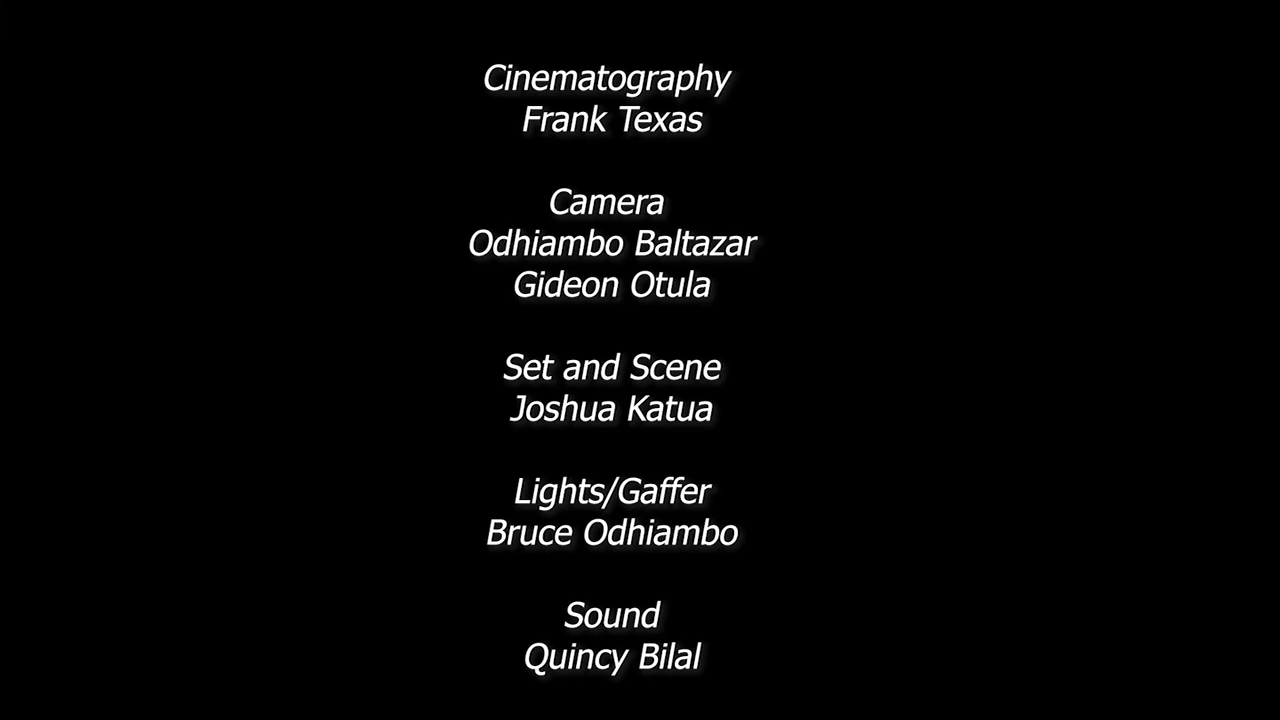 Cinematography
Frank Texas
Camera
Odhiambo Baltazar
Gideon Otula
Set and Scene
Joshua Katua
Lights/Gaffer
Bruce Odhiambo
Sound
Quincy Bilal